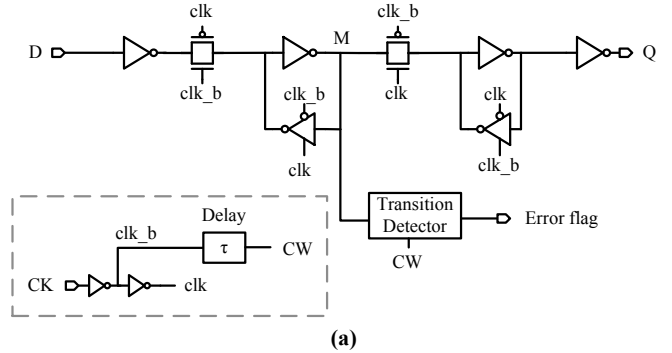 clk
clk_b
D
M
Q
clk_b
clk
clk_b
clk
clk
clk_b
Transition
Detector
Error flag
CW
Delay
clk_b
τ
CW
CK
clk
(a)